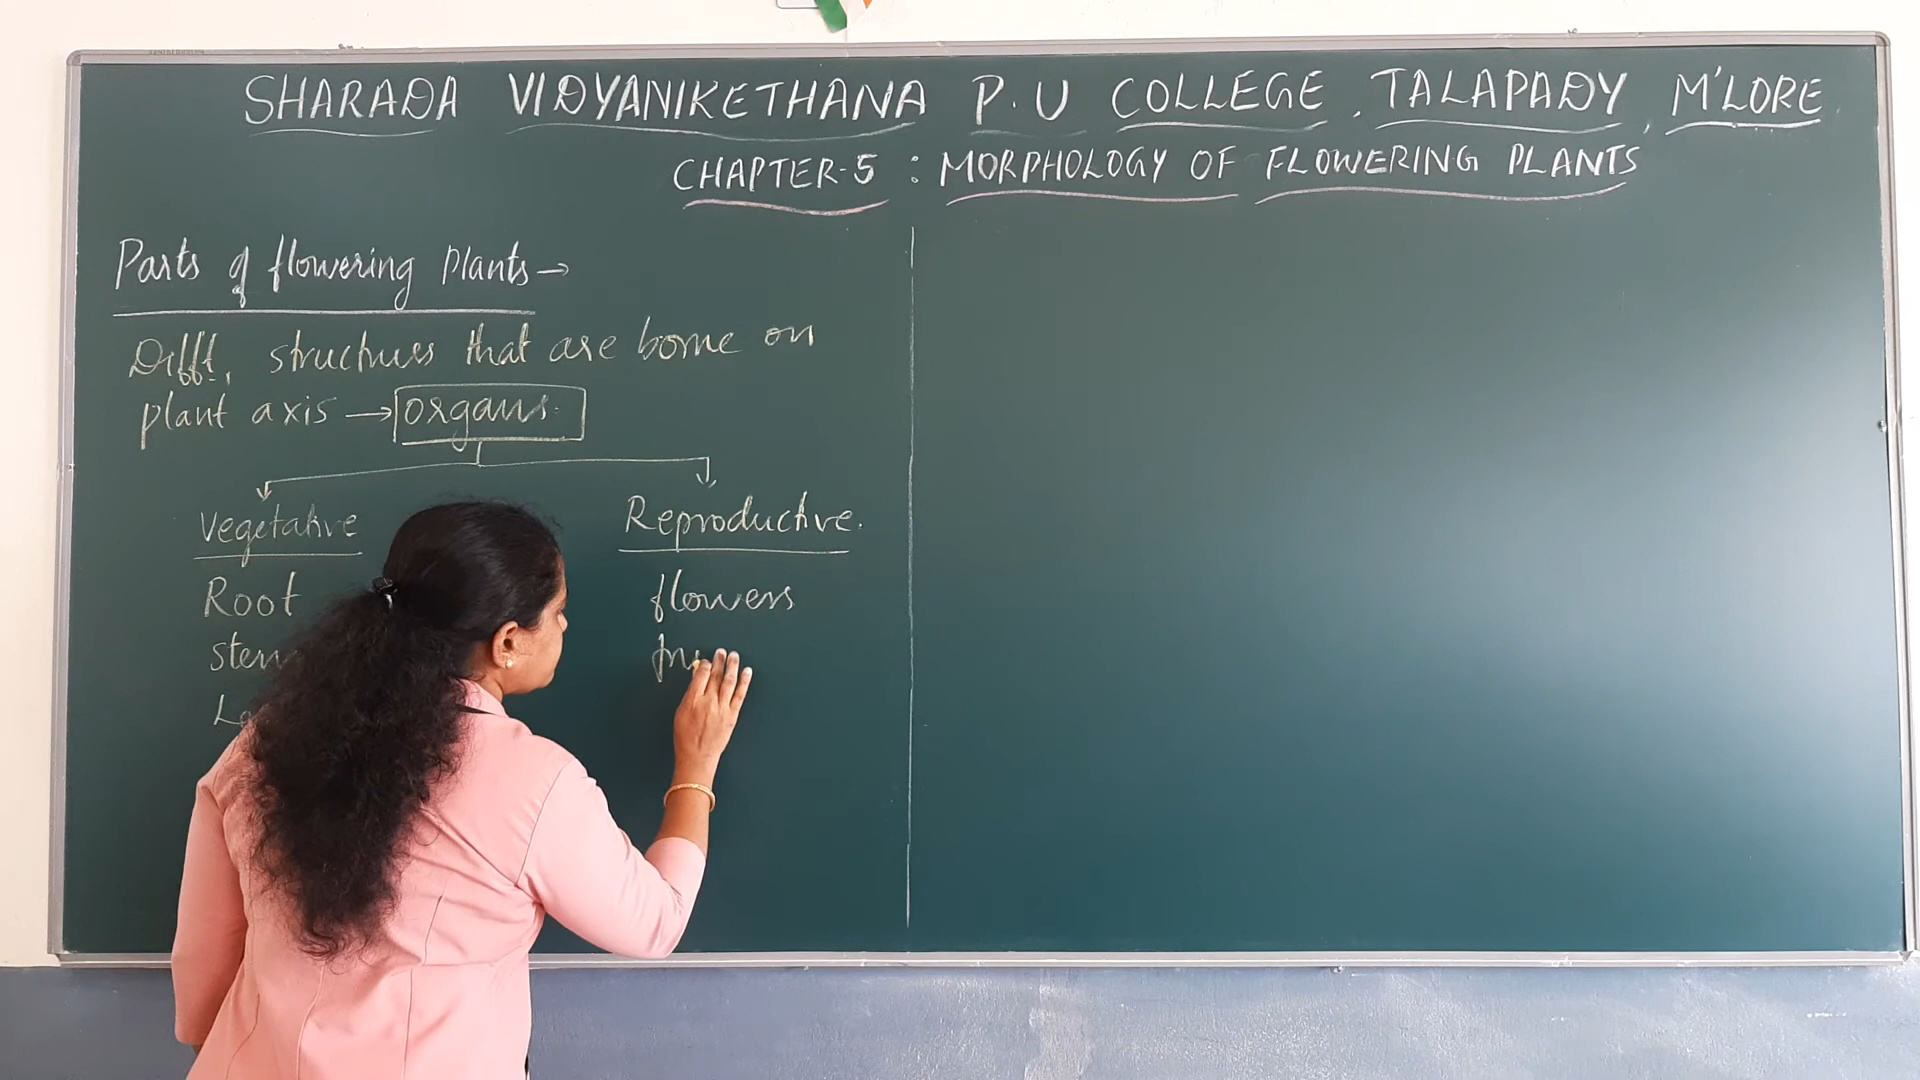 SHARADA VIDYANIKETHANA P.U COLLEGE, TALAPADY, M'LORE
CHAPTER-5 : MORPHOLOGY OF FLOWERING PLANTS
Parts of flowering plants →
Difft, structures that are borne on
plant axis → organs.
Vegetative
Reproductive.
Root
flowers
stem